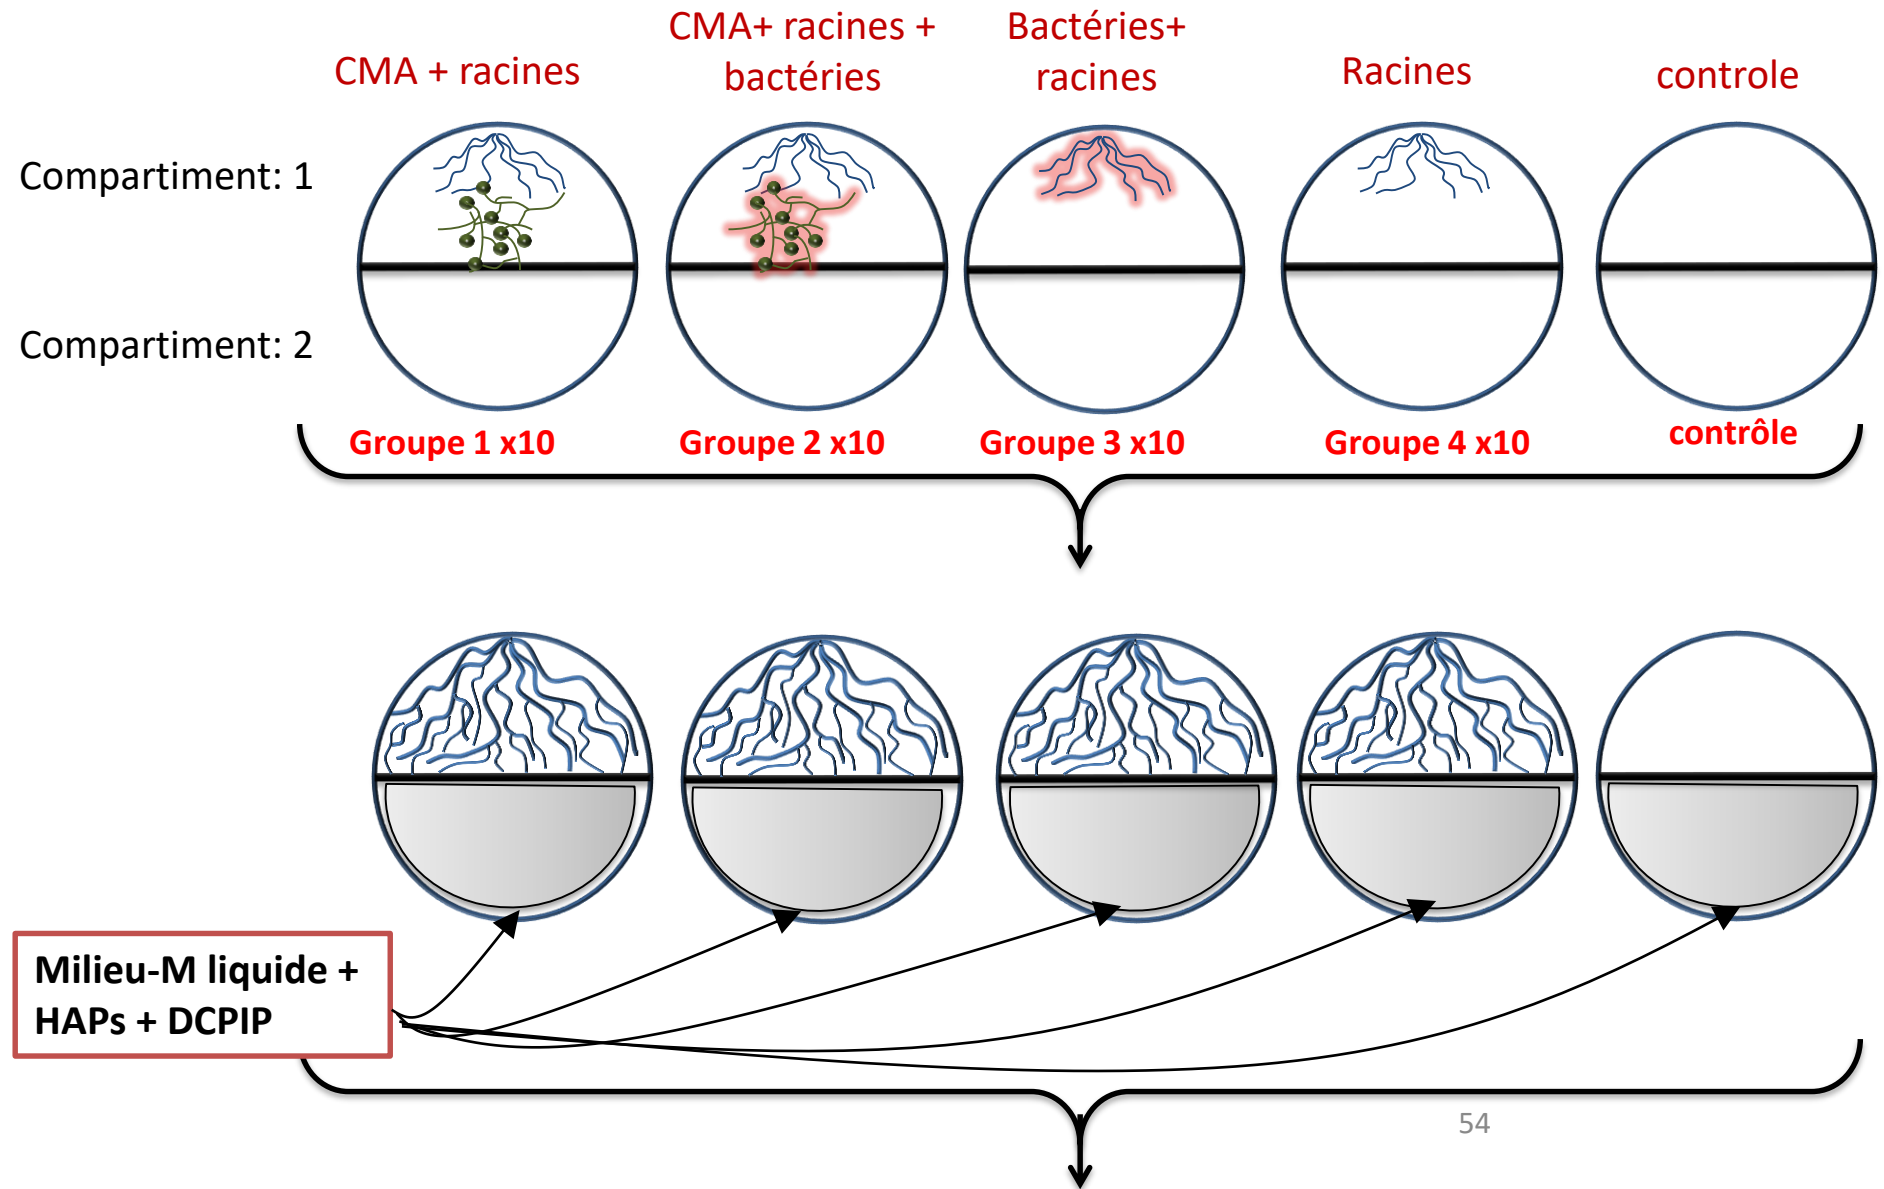 CMA + racines
CMA+ racines +
bactéries
Bactéries+
racines
Racines
controle
Compartiment: 1
Compartiment: 2
Groupe 1 x10
Groupe 2 x10
Groupe 3 x10
Groupe 4 x10
contrôle
Milieu-M liquide +
HAPs + DCPIP
54